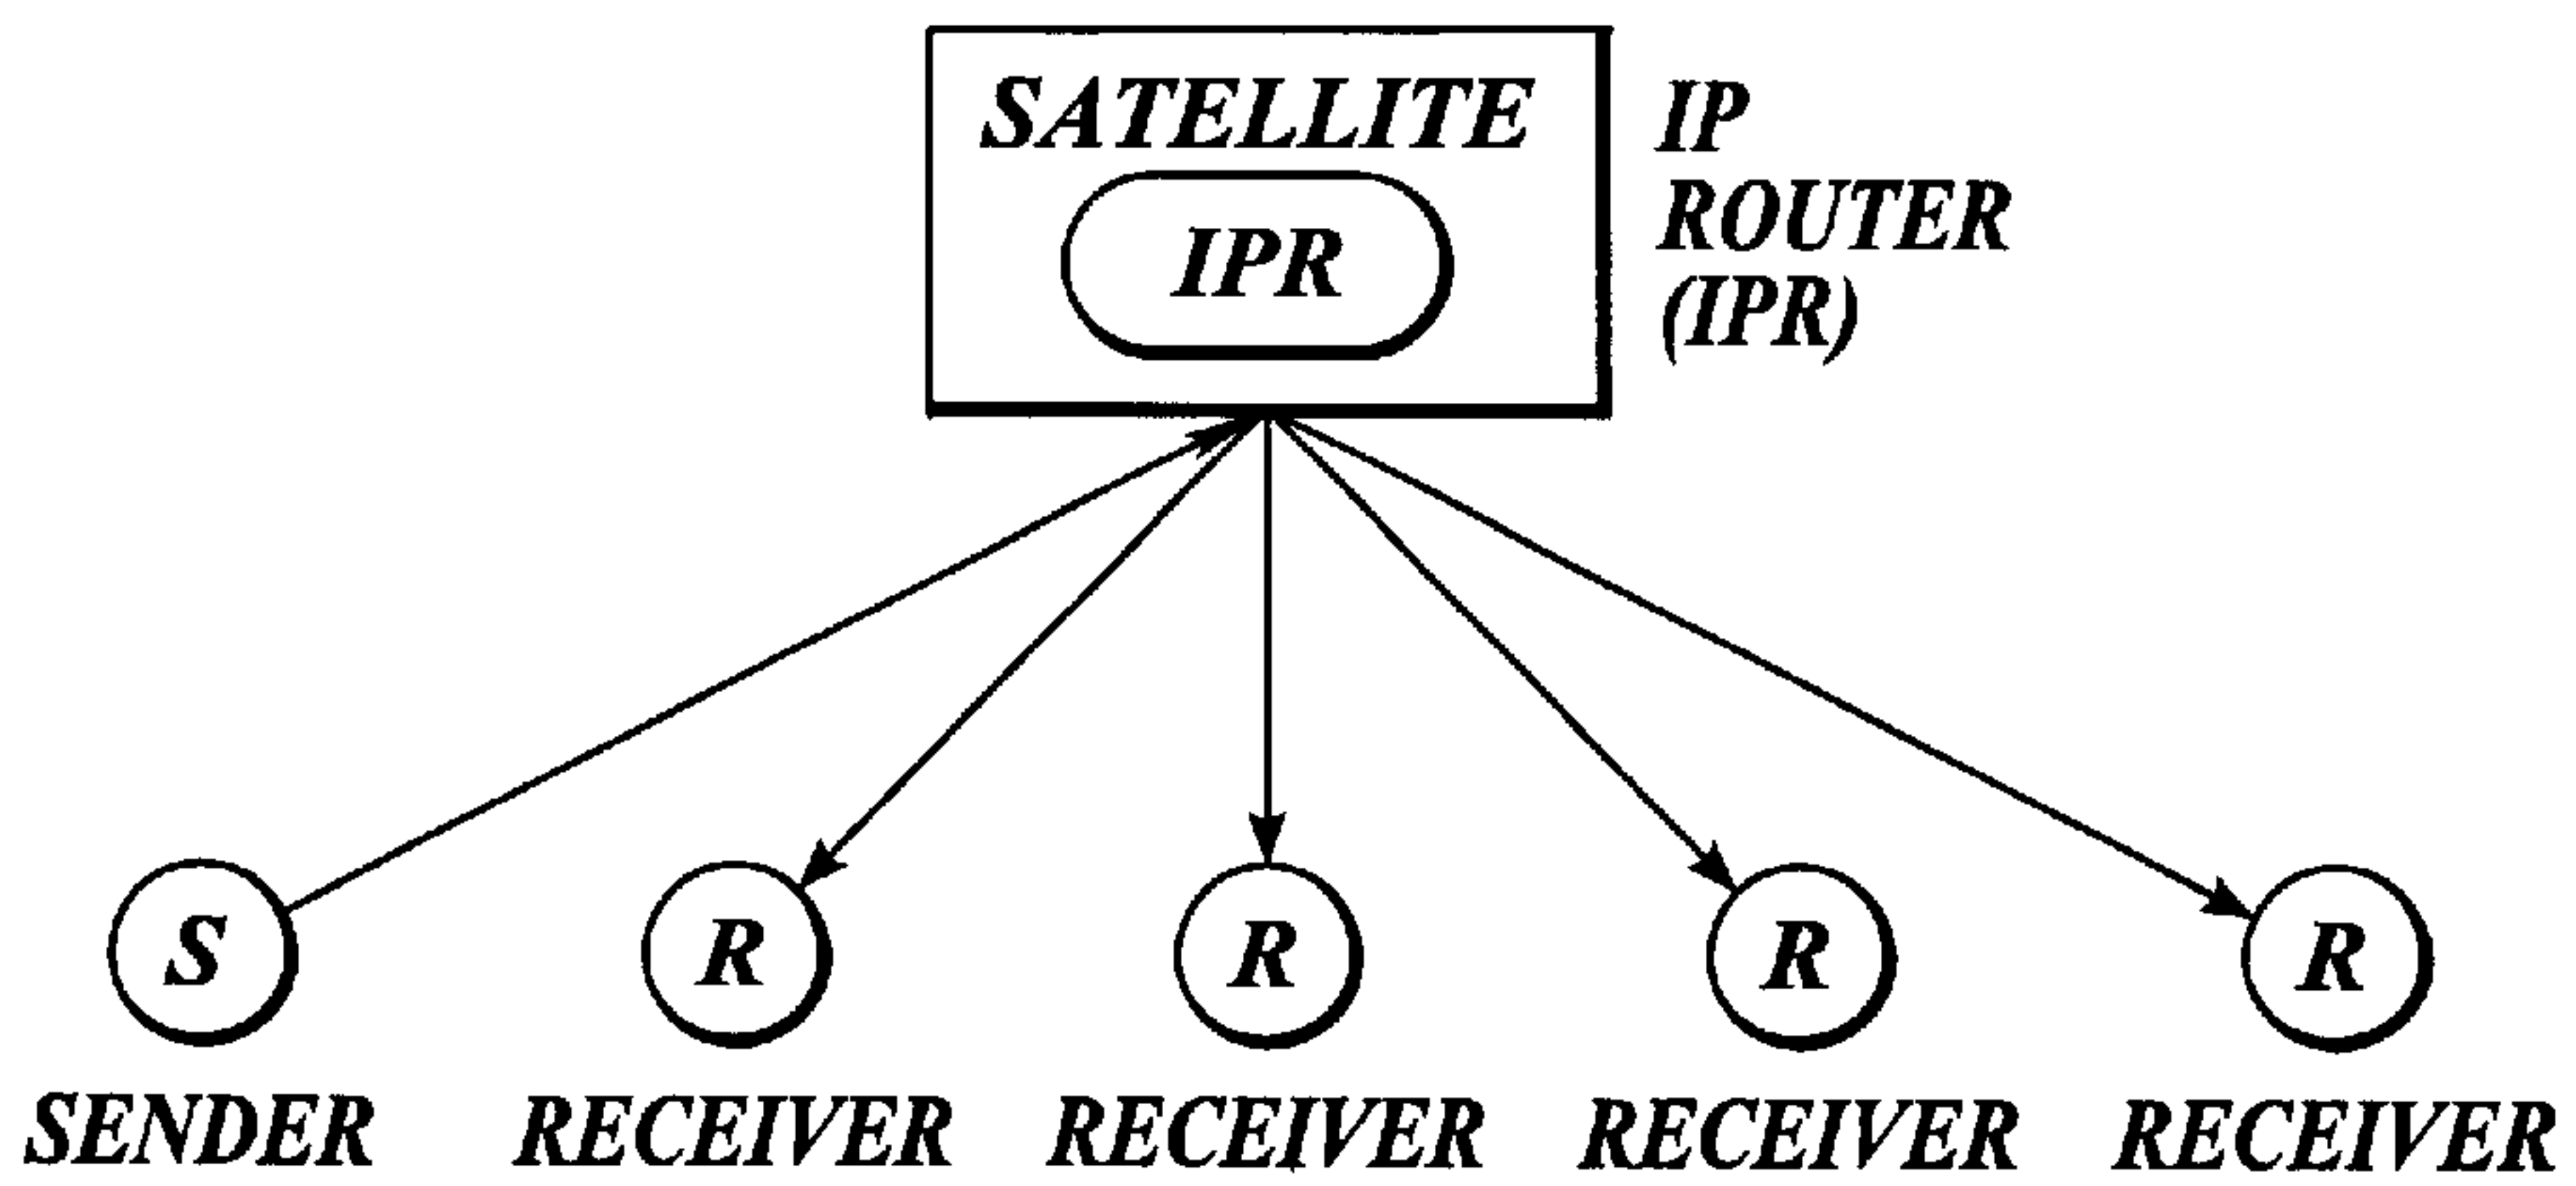 SATELLITE
IPR
IP
ROUTER
(IPR)
S R R R R
SENDER RECEIVER RECEIVER RECEIVER RECEIVER